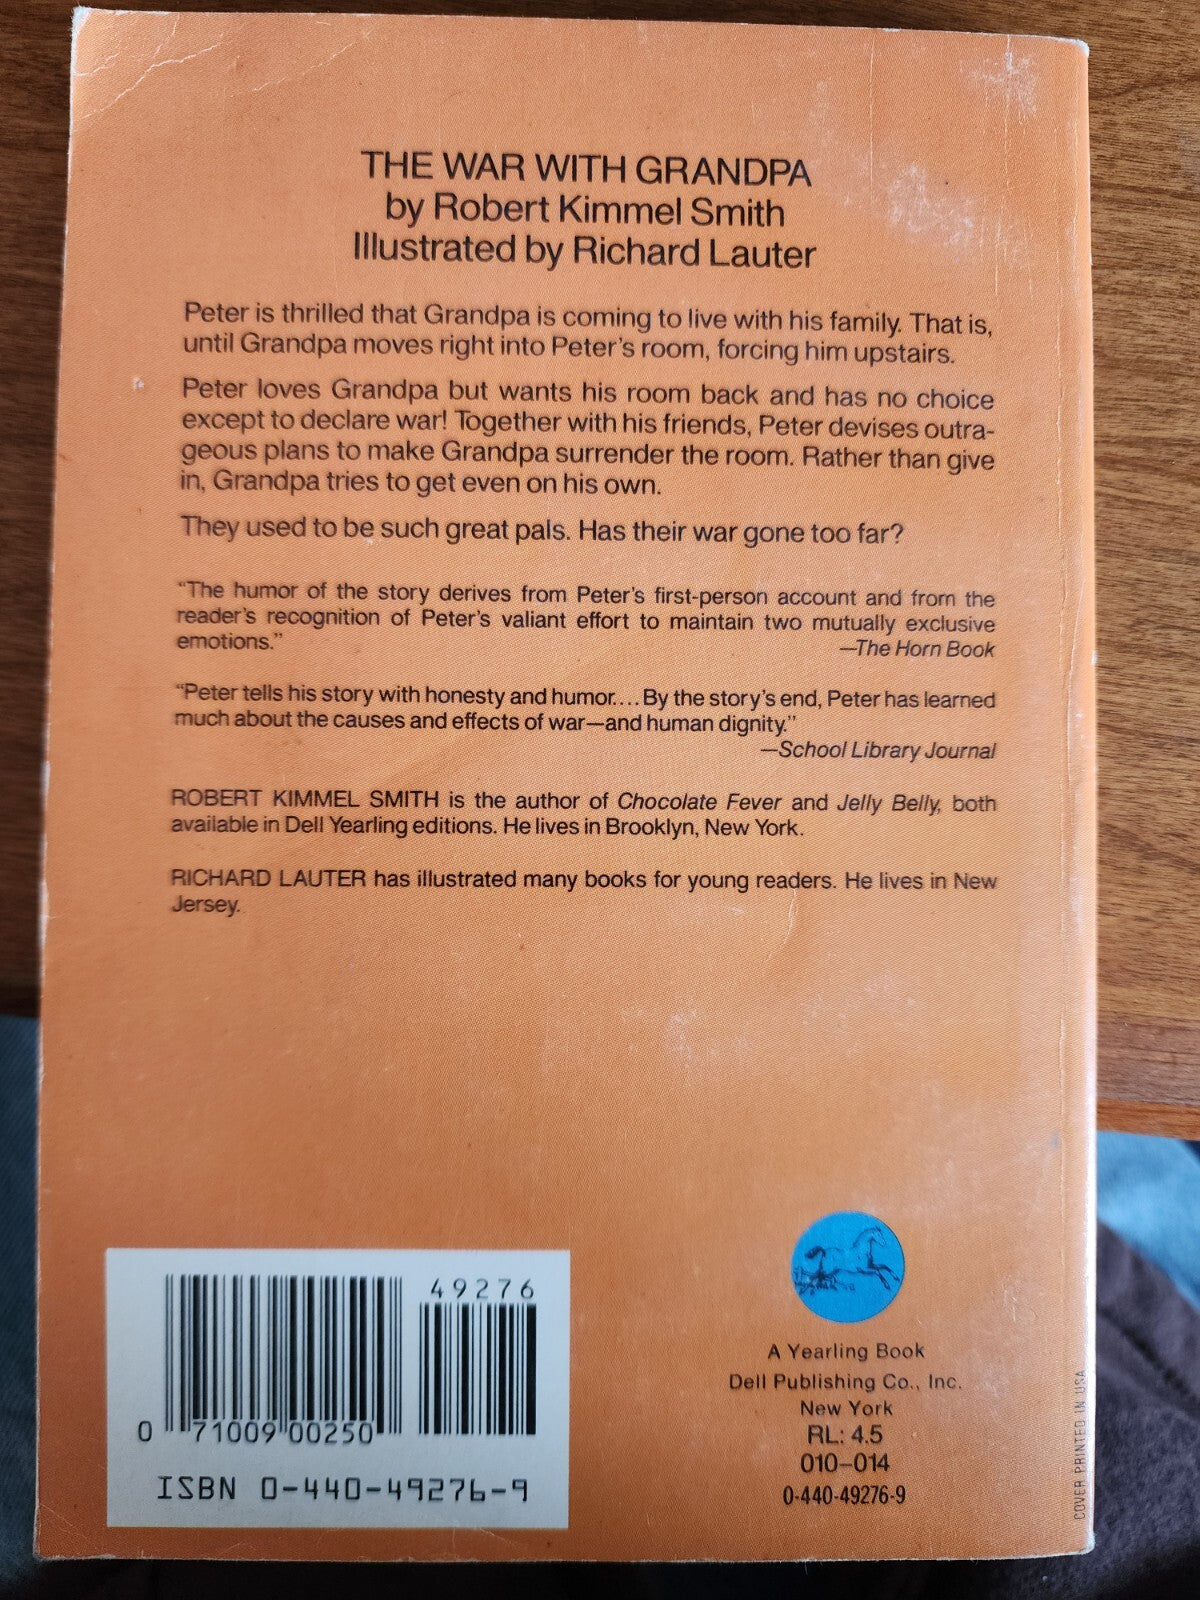 THE WAR WITH GRANDPA
by Robert Kimmel Smith
Illustrated by Richard Lauter
Peter is thrilled that Grandpa is coming to live with his family. That is,
until Grandpa moves right into Peter's room, forcing him upstairs.
Peter loves Grandpa but wants his room back and has no choice
except to declare war! Together with his friends, Peter devises outra-
geous plans to make Grandpa surrender the room. Rather than give
in, Grandpa tries to get even on his own.
They used to be such great pals. Has their war gone too far?
"The humor of the story derives from Peter's first-person account and from the
reader's recognition of Peter's valiant effort to maintain two mutually exclusive
emotions." —The Horn Book
"Peter tells his story with honesty and humor.... By the story's end, Peter has learned
much about the causes and effects of war—and human dignity."
—School Library Journal
ROBERT KIMMEL SMITH is the author of Chocolate Fever and Jelly Belly, both
available in Dell Yearling editions. He lives in Brooklyn, New York.
RICHARD LAUTER has illustrated many books for young readers. He lives in New
Jersey.
49276
0 71009 00250
ISBN 0-440-49276-9
A Yearling Book
Dell Publishing Co., Inc.
New York
RL: 4.5
010–014
0-440-49276-9
COVER PRINTED IN USA